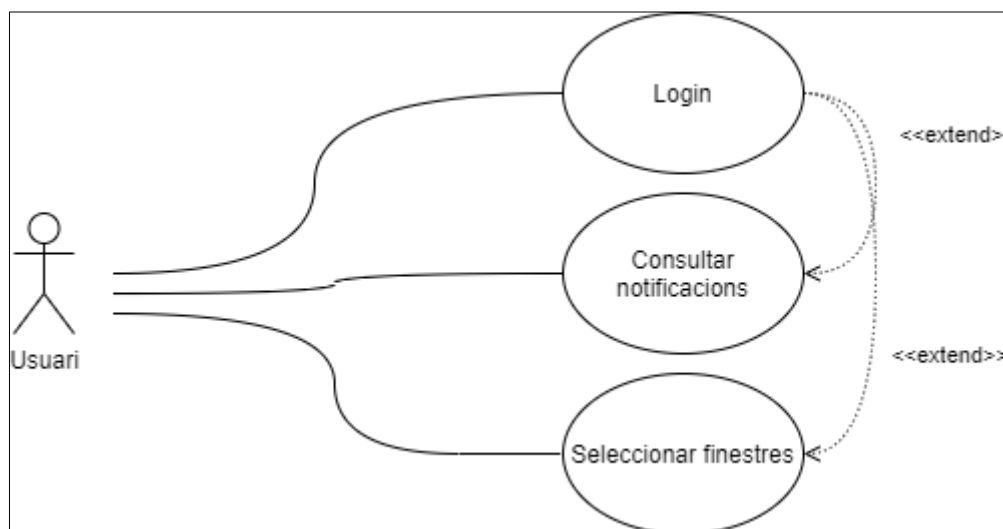 Login
<<extend>
Consultar
notificacions
Usuari
<<extend>>
Seleccionar finestres